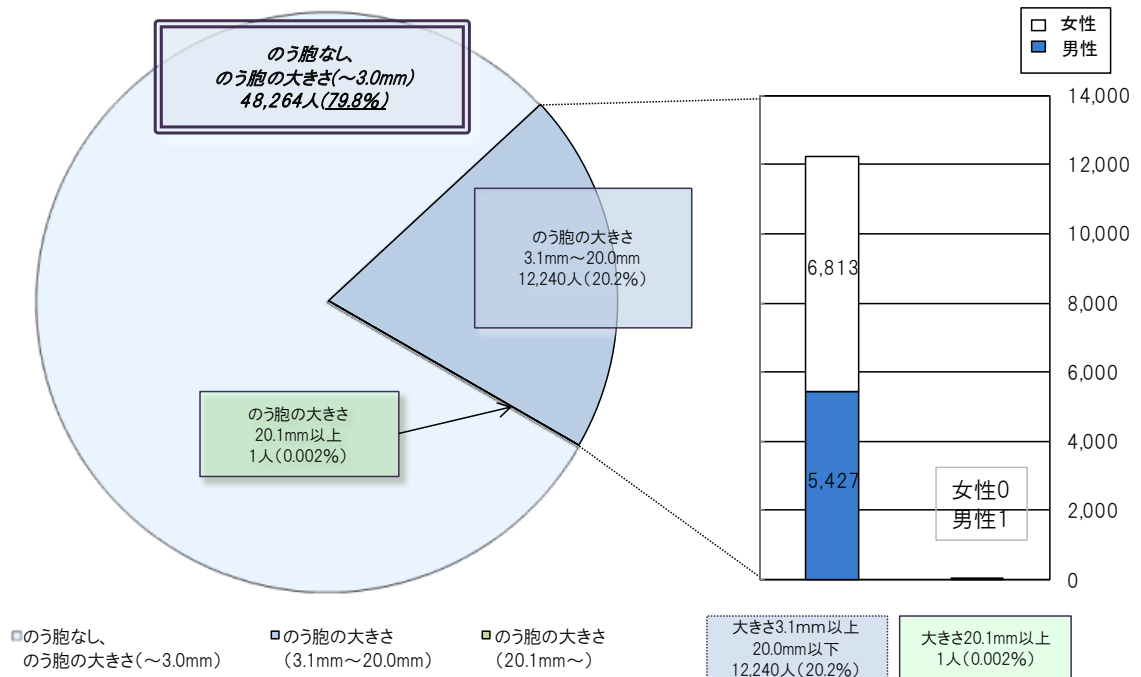 のう胞なし、
のう胞の大きさ(～3.0mm)
48,264人(79.8%)
のう胞の大きさ
3.1mm～20.0mm
12,240人(20.2%)
のう胞の大きさ
20.1mm以上
1人(0.002%)
女性
男性
14,000
12,000
10,000
8,000
6,000
4,000
2,000
0
6,813
5,427
女性0
男性1
のう胞なし、
のう胞の大きさ(～3.0mm)
のう胞の大きさ
(3.1mm～20.0mm)
のう胞の大きさ
(20.1mm～)
大きさ3.1mm以上
20.0mm以下
12,240人(20.2%)
大きさ20.1mm以上
1人(0.002%)